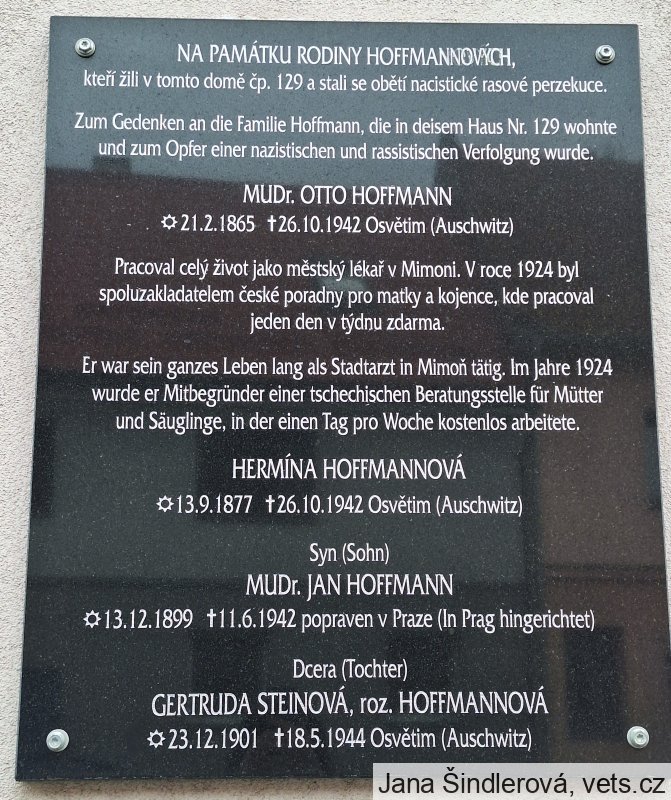 NA PAMÁTKU RODINY HOFFMANNOVÝCH,
kteří žili v tomto domě čp. 129 a stali se obětí nacistické rasové perzekuce.
Zum Gedenken an die Familie Hoffmann, die in deisem Haus Nr. 129 wohnte
und zum Opfer einer nazistischen und rassistischen Verfolgung wurde.
MUDr. OTTO HOFFMANN
✡21.2.1865 ✝26.10.1942 Osvětim (Auschwitz)
Pracoval celý život jako městský lékař v Mimoni. V roce 1924 byl
spoluzakladatelem české poradny pro matky a kojence, kde pracoval
jeden den v týdnu zdarma.
Er war sein ganzes Leben lang als Stadtarzt in Mimoň tätig. Im Jahre 1924
wurde er Mitbegründer einer tschechischen Beratungsstelle für Mütter
und Säuglinge, in der einen Tag pro Woche kostenlos arbeitete.
HERMÍNA HOFFMANNOVÁ
✡13.9.1877 ✝26.10.1942 Osvětim (Auschwitz)
Syn (Sohn)
MUDr. JAN HOFFMANN
✡13.12.1899 ✝11.6.1942 popraven v Praze (In Prag hingerichtet)
Dcera (Tochter)
GERTRUDA STEINOVÁ, roz. HOFFMANNOVÁ
✡23.12.1901 ✝18.5.1944 Osvětim (Auschwitz)
Jana Šindlerová, vets.cz